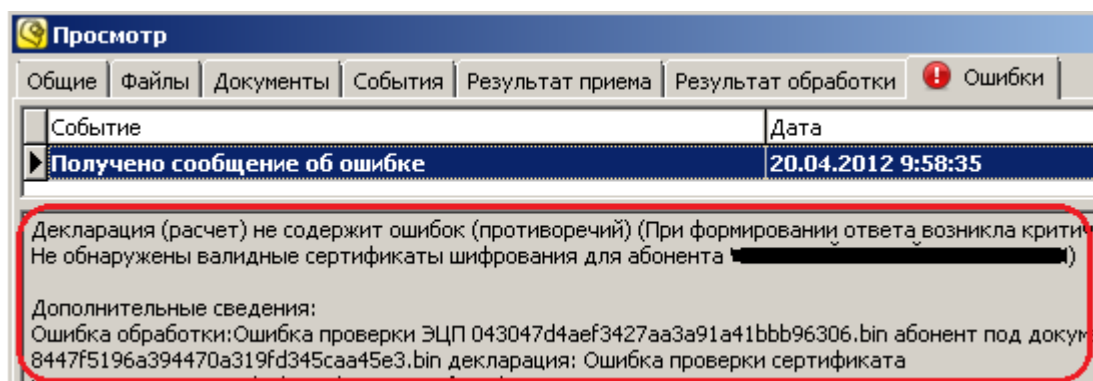 Просмотр
Общие Файлы Документы События Результат приема Результат обработки Ошибки
Событие Дата
Получено сообщение об ошибке 20.04.2012 9:58:35
Декларация (расчет) не содержит ошибок (противоречий) (При формировании ответа возникла крити
Не обнаружены валидные сертификаты шифрования для абонента )
Дополнительные сведения:
Ошибка обработки:Ошибка проверки ЭЦП 043047d4aef3427aa3a91a41bbb96306.bin абонент под доку
8447f5196a394470a319fd345caa45e3.bin декларация: Ошибка проверки сертификата